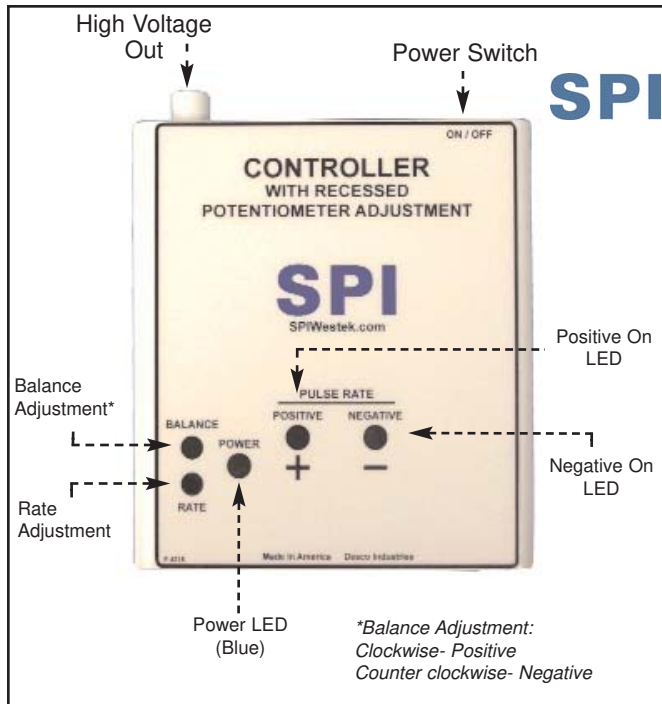 High Voltage
Out
Power Switch
SPI
ON / OFF
CONTROLLER
WITH RECESSED
POTENTIOMETER ADJUSTMENT
SPI
SPIWestek.com
Positive On
LED
PULSE RATE
Balance
Adjustment*
BALANCE
POSITIVE
NEGATIVE
POWER
+
−
Negative On
LED
Rate
Adjustment
RATE
Made In America Desco Industries
Power LED
(Blue)
*Balance Adjustment:
Clockwise- Positive
Counter clockwise- Negative